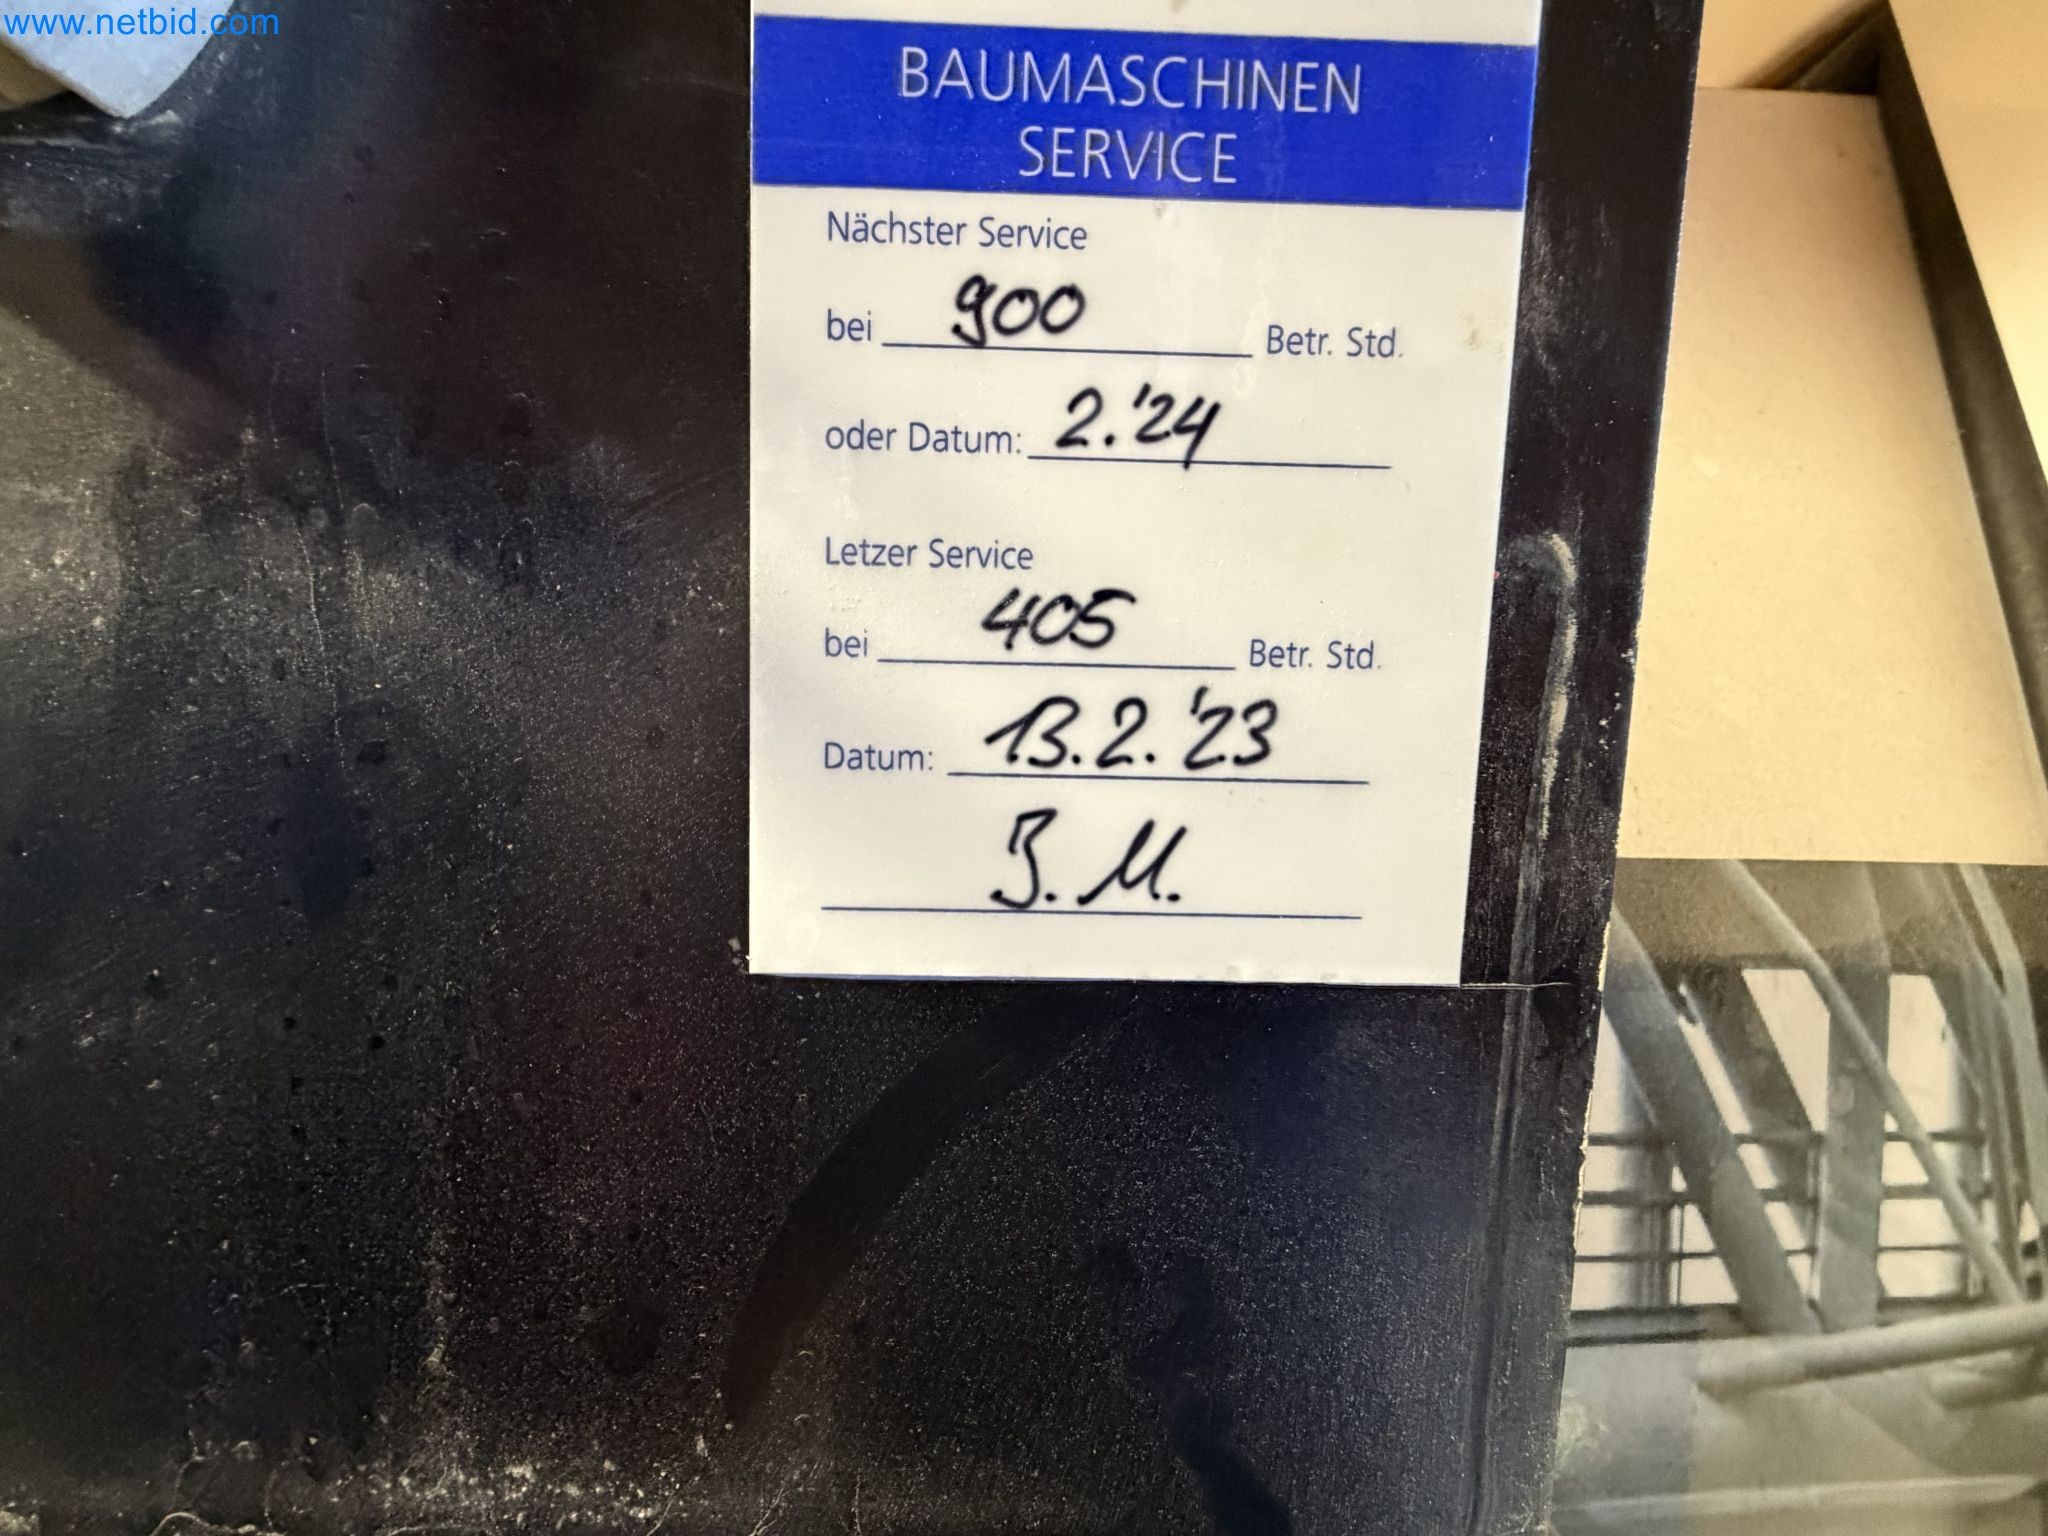 www.netbid.com
BAUMASCHINEN
SERVICE
Nächster Service
bei 900 Betr. Std.
oder Datum: 2.'24
Letzer Service
bei 405 Betr. Std.
Datum: 13.2.'23
J.M.